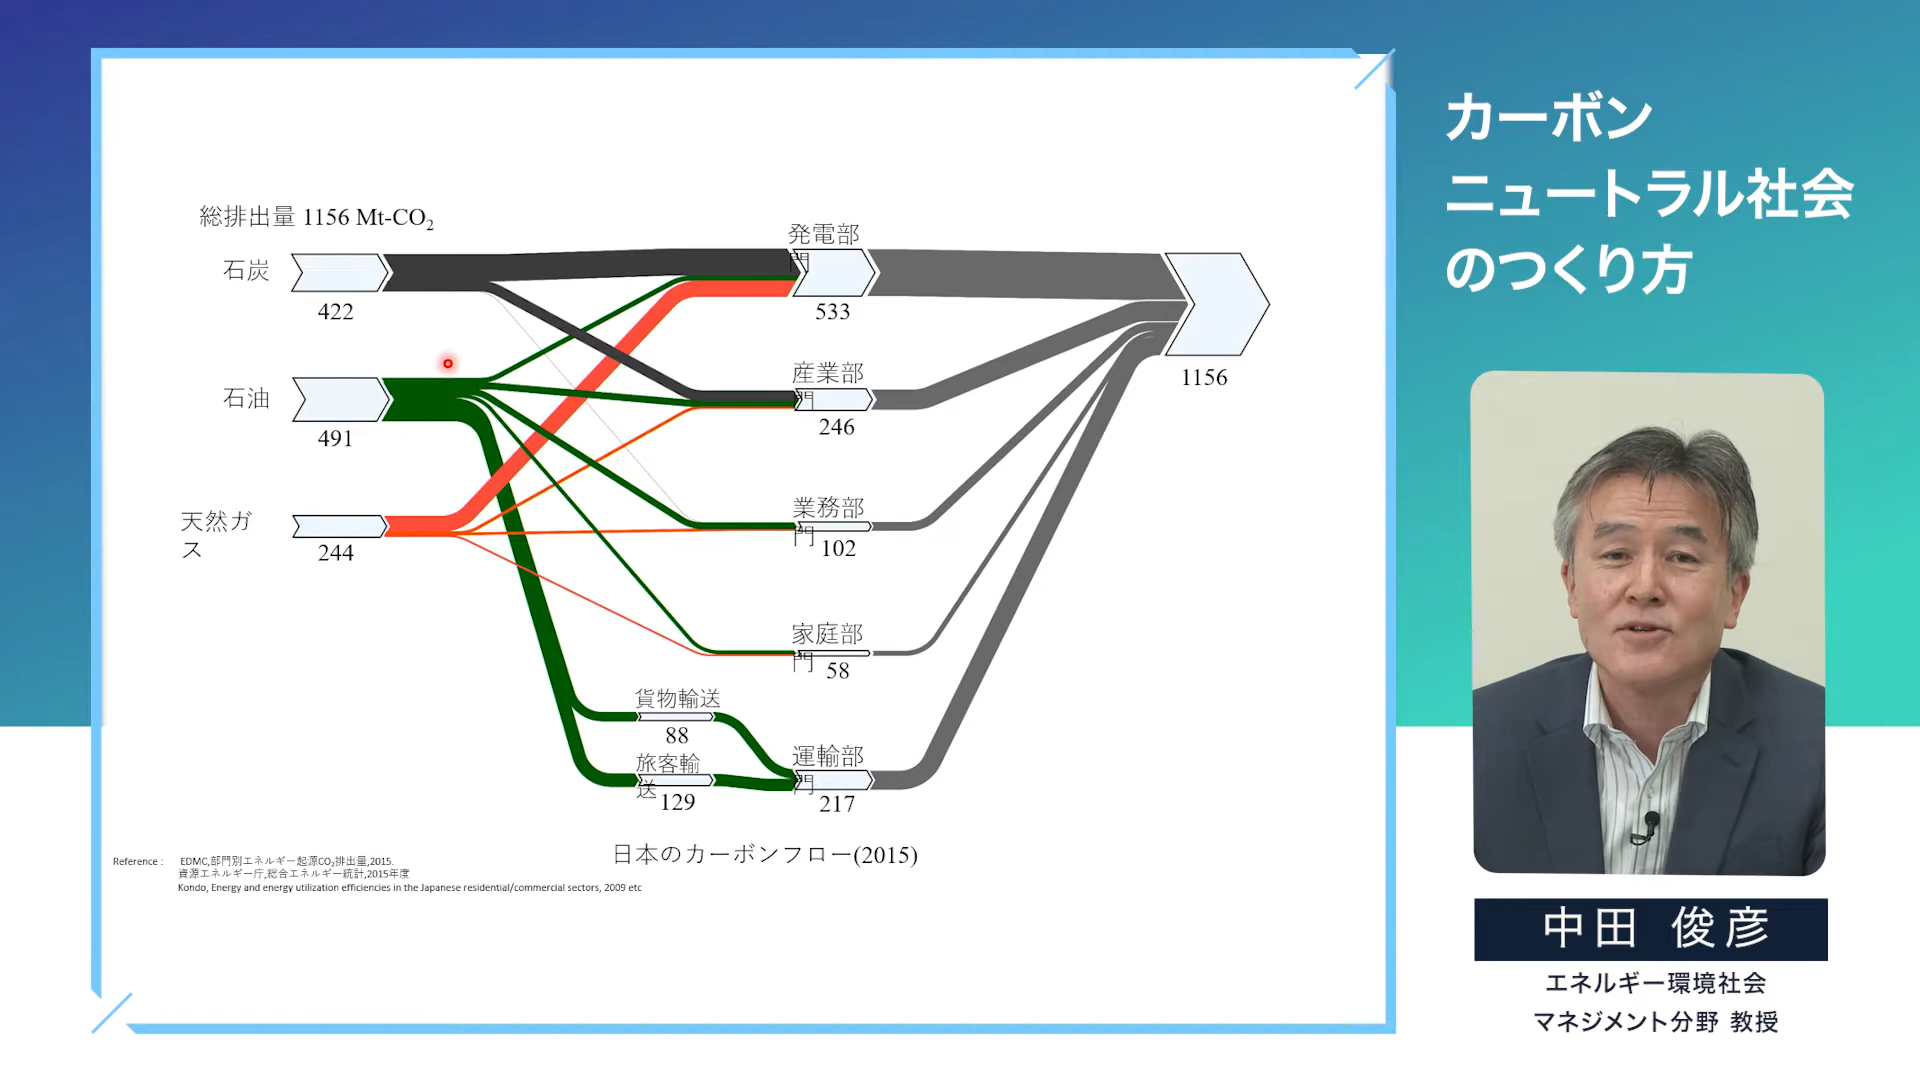 カーボン
ニュートラル社会
のつくり方
総排出量 1156 Mt-CO2
石炭
422
石油
491
天然ガ
ス
244
発電部
門
533
産業部
門
246
業務部
門
102
家庭部
門
58
貨物輸送
88
旅客輸
送
129
運輸部
門
217
1156
日本のカーボンフロー(2015)
Reference : EDMC,部門別エネルギー起源CO2排出量,2015.
資源エネルギー庁,総合エネルギー統計,2015年度
Kondo, Energy and energy utilization efficiencies in the Japanese residential/commercial sectors, 2009 etc
中田 俊彦
エネルギー環境社会
マネジメント分野 教授